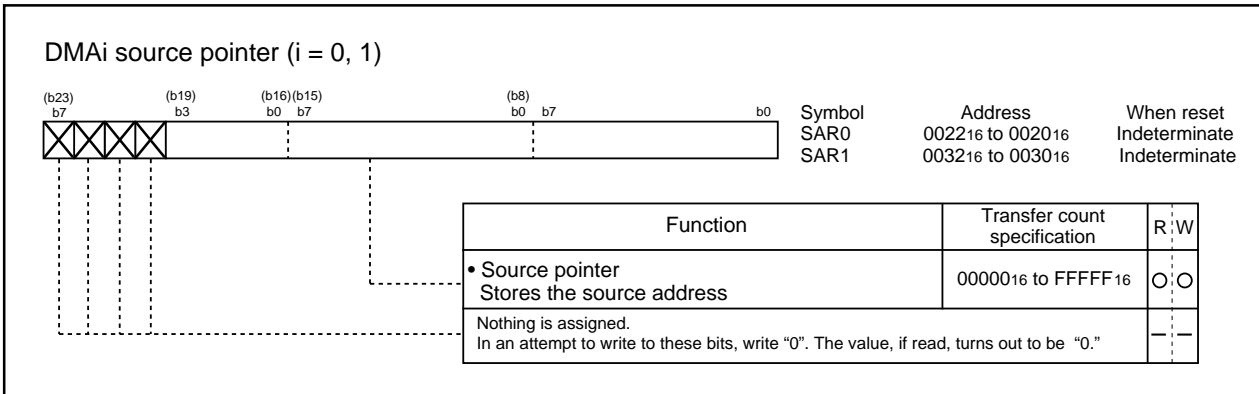 DMAi source pointer (i = 0, 1)
(b23) (b19) (b16)(b15) (b8)
b7 b3 b0 b7 b0 b7 b0
Symbol Address When reset
SAR0 002216 to 002016 Indeterminate
SAR1 003216 to 003016 Indeterminate
Function
Transfer count
specification
R W
• Source pointer
Stores the source address
0000016 to FFFFF16
Nothing is assigned.
In an attempt to write to these bits, write “0”. The value, if read, turns out to be “0.”